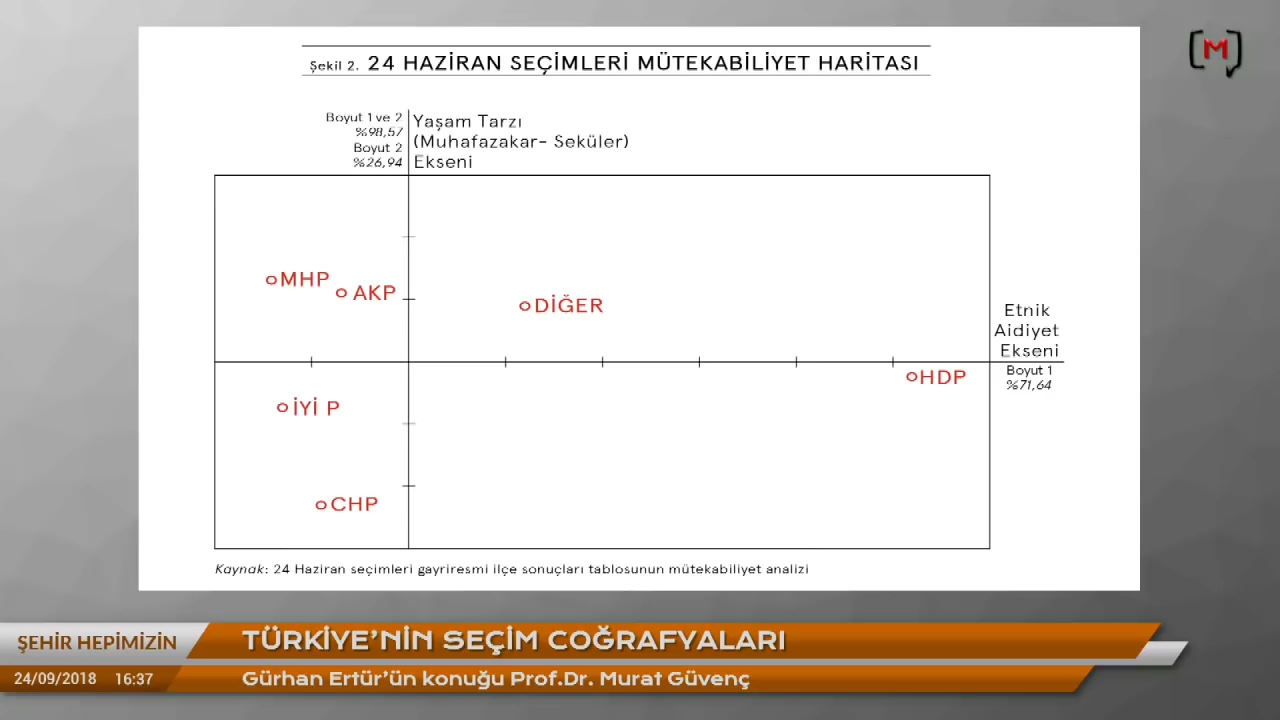 Şekil 2. 24 HAZİRAN SEÇİMLERİ MÜTEKABİLİYET HARİTASI
Boyut 1 ve 2
%98,57
Boyut 2
%26,94
Yaşam Tarzı
(Muhafazakar- Seküler)
Ekseni
MHP
AKP
DİĞER
Etnik
Aidiyet
Ekseni
Boyut 1
%71,64
HDP
İYİ P
CHP
Kaynak: 24 Haziran seçimleri gayriresmi ilçe sonuçları tablosunun mütekabiliyet analizi
M
ŞEHİR HEPİMİZİN
TÜRKİYE'NİN SEÇİM COĞRAFYALARI
24/09/2018 16:37
Gürhan Ertür'ün konuğu Prof.Dr. Murat Güvenç